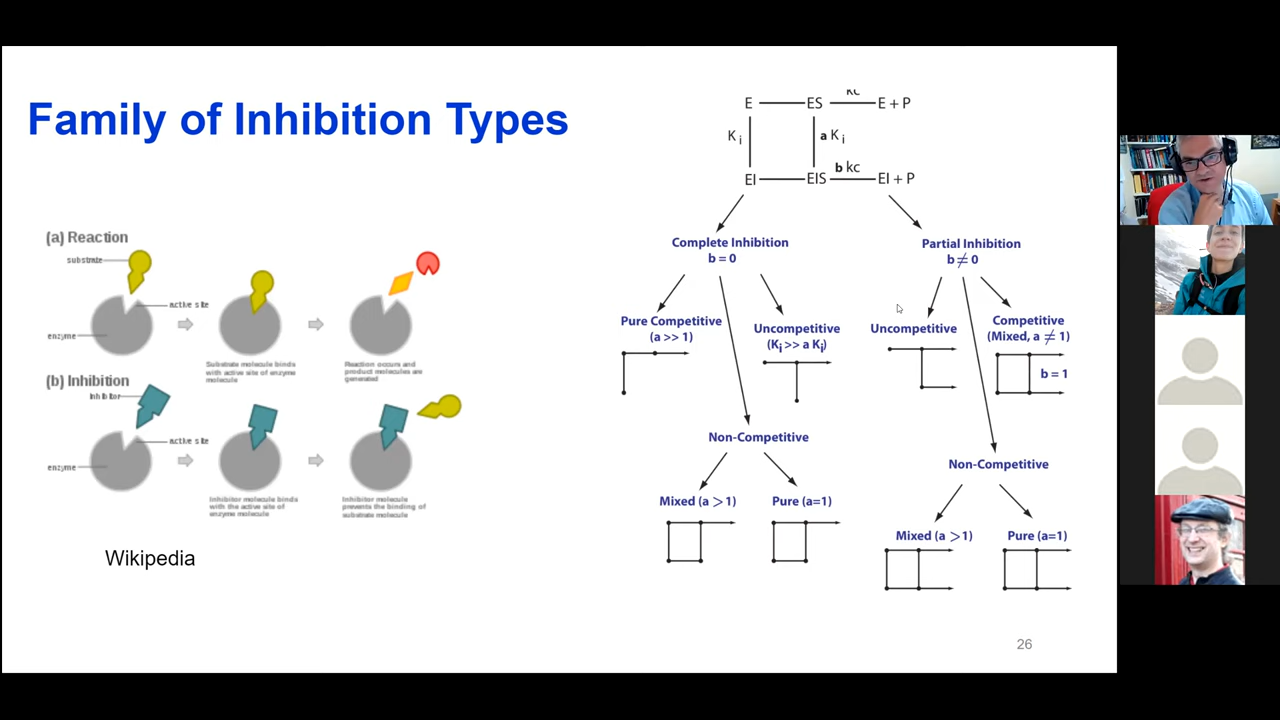 Family of Inhibition Types
(a) Reaction
substrate
active site
enzyme
Substrate molecule binds
with active site of enzyme
molecule
Reaction occurs and
product molecules are
generated
(b) Inhibition
Inhibitor
active site
enzyme
Inhibitor molecule binds
with the active site of
enzyme molecule
Inhibitor molecule
prevents the binding of
substrate molecule
Wikipedia
kc
E ES E + P
Ki a Ki
b kc
EI EIS EI + P
Complete Inhibition
b = 0
Partial Inhibition
b ≠ 0
Pure Competitive
(a >> 1)
Uncompetitive
(Ki >> a Ki)
Uncompetitive
Competitive
(Mixed, a ≠ 1)
b = 1
Non-Competitive
Mixed (a > 1) Pure (a=1)
Non-Competitive
Mixed (a >1) Pure (a=1)
26